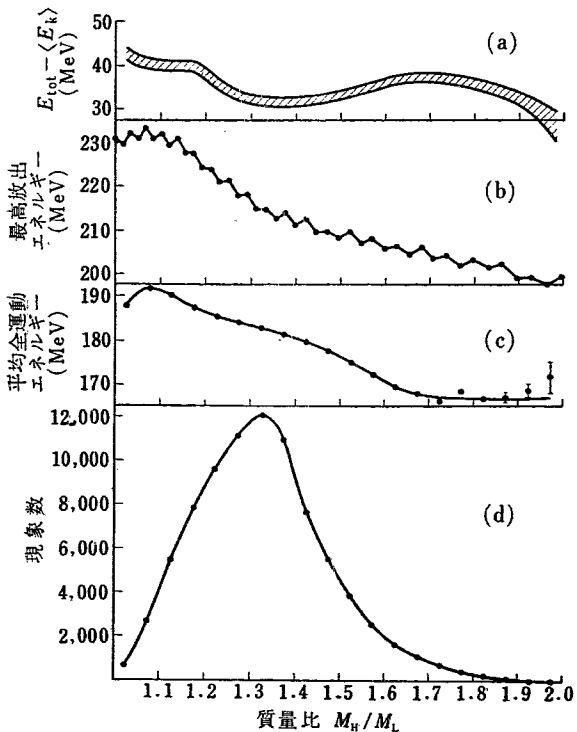 E_tot − ⟨E_k⟩
(MeV)
50
40
30
(a)
最高放出
エネルギー
(MeV)
230
220
210
200
(b)
平均全運動
エネルギー
(MeV)
190
180
170
(c)
現象数
12,000
10,000
8,000
6,000
4,000
2,000
(d)
1.1 1.2 1.3 1.4 1.5 1.6 1.7 1.8 1.9 2.0
質量比 M_H/M_L